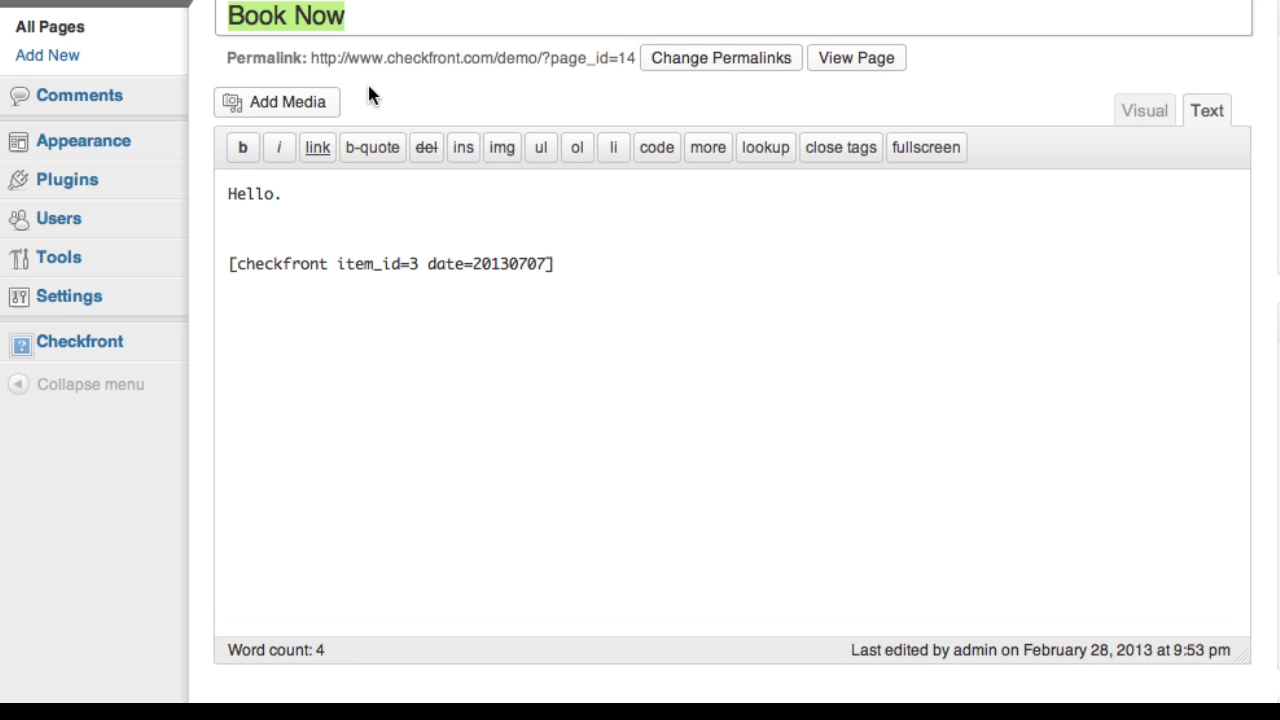 All Pages
Add New
Comments
Appearance
Plugins
Users
Tools
Settings
Checkfront
Collapse menu
Book Now
Permalink: http://www.checkfront.com/demo/?page_id=14 Change Permalinks View Page
Add Media
Visual Text
b i link b-quote del ins img ul ol li code more lookup close tags fullscreen
Hello.
[checkfront item_id=3 date=20130707]
Word count: 4 Last edited by admin on February 28, 2013 at 9:53 pm